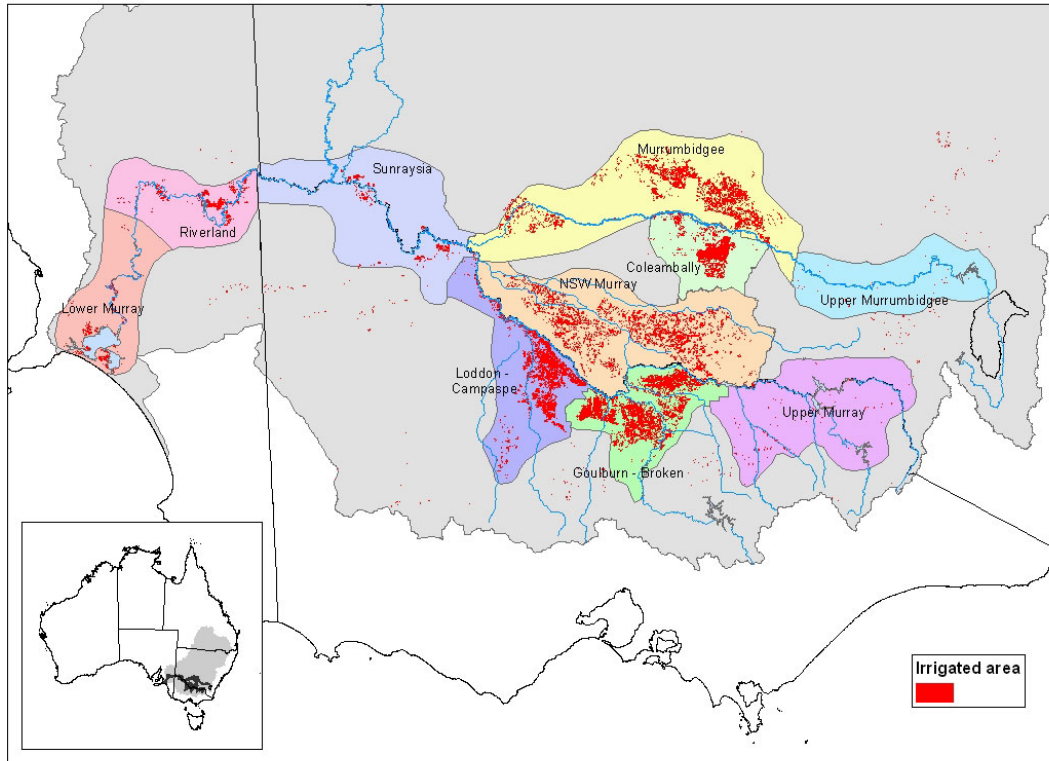 Murrumbidgee
Sunraysia
Riverland
Coleambally
NSW Murray
Upper Murrumbidgee
Lower Murray
Loddon -
Campaspe
Upper Murray
Goulburn - Broken
Irrigated area